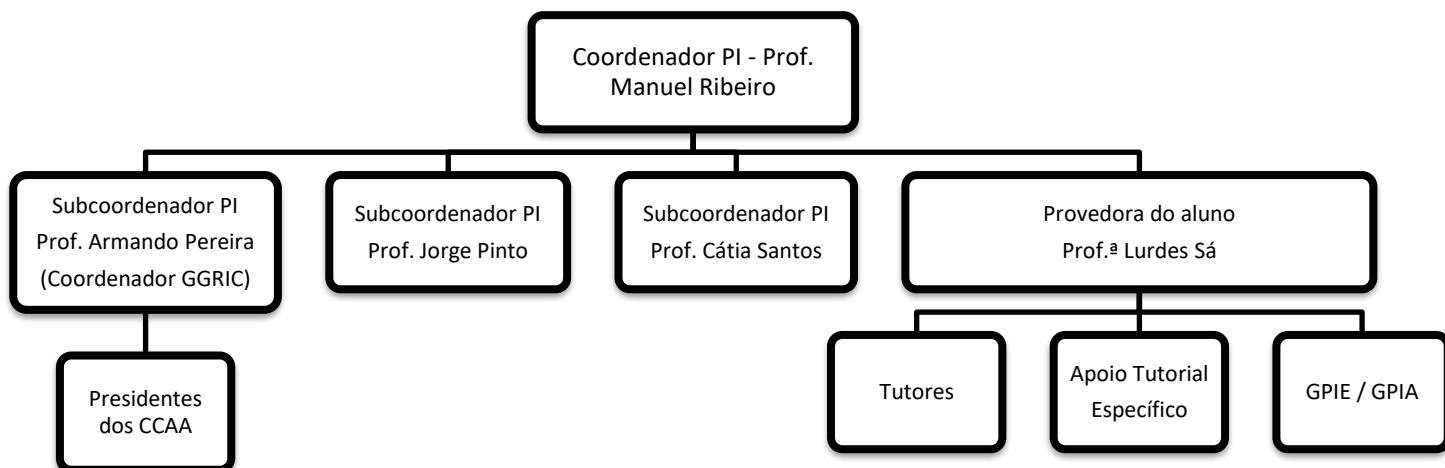 Coordenador PI - Prof.
Manuel Ribeiro
Subcoordenador PI
Prof. Armando Pereira
(Coordenador GGRIC)
Subcoordenador PI
Prof. Jorge Pinto
Subcoordenador PI
Prof. Cátia Santos
Provedora do aluno
Prof.ª Lurdes Sá
Presidentes
dos CCAA
Tutores
Apoio Tutorial
Específico
GPIE / GPIA